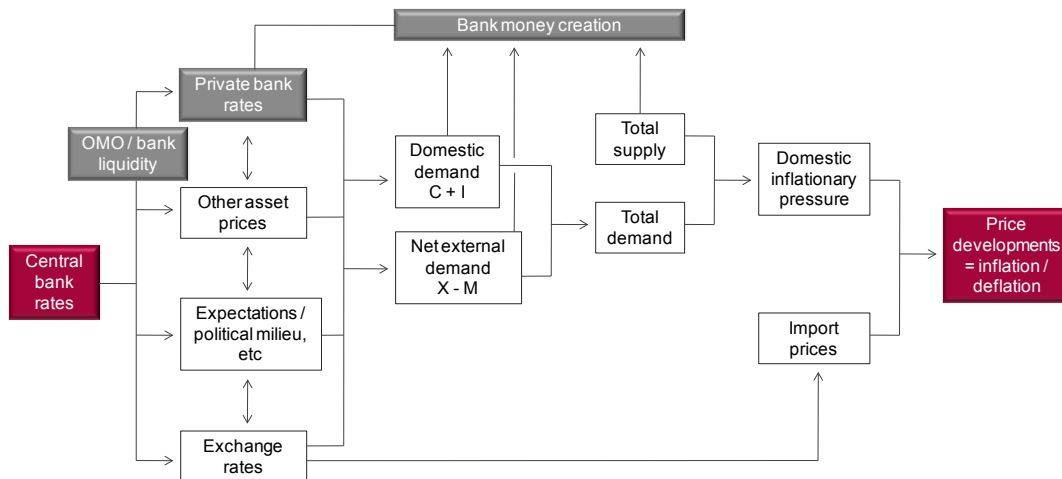 Bank money creation
Private bank
rates
OMO / bank
liquidity
Domestic
demand
C + I
Total
supply
Domestic
inflationary
pressure
Other asset
prices
Total
demand
Price
developments
= inflation /
deflation
Central
bank
rates
Net external
demand
X - M
Expectations /
political milieu,
etc
Import
prices
Exchange
rates